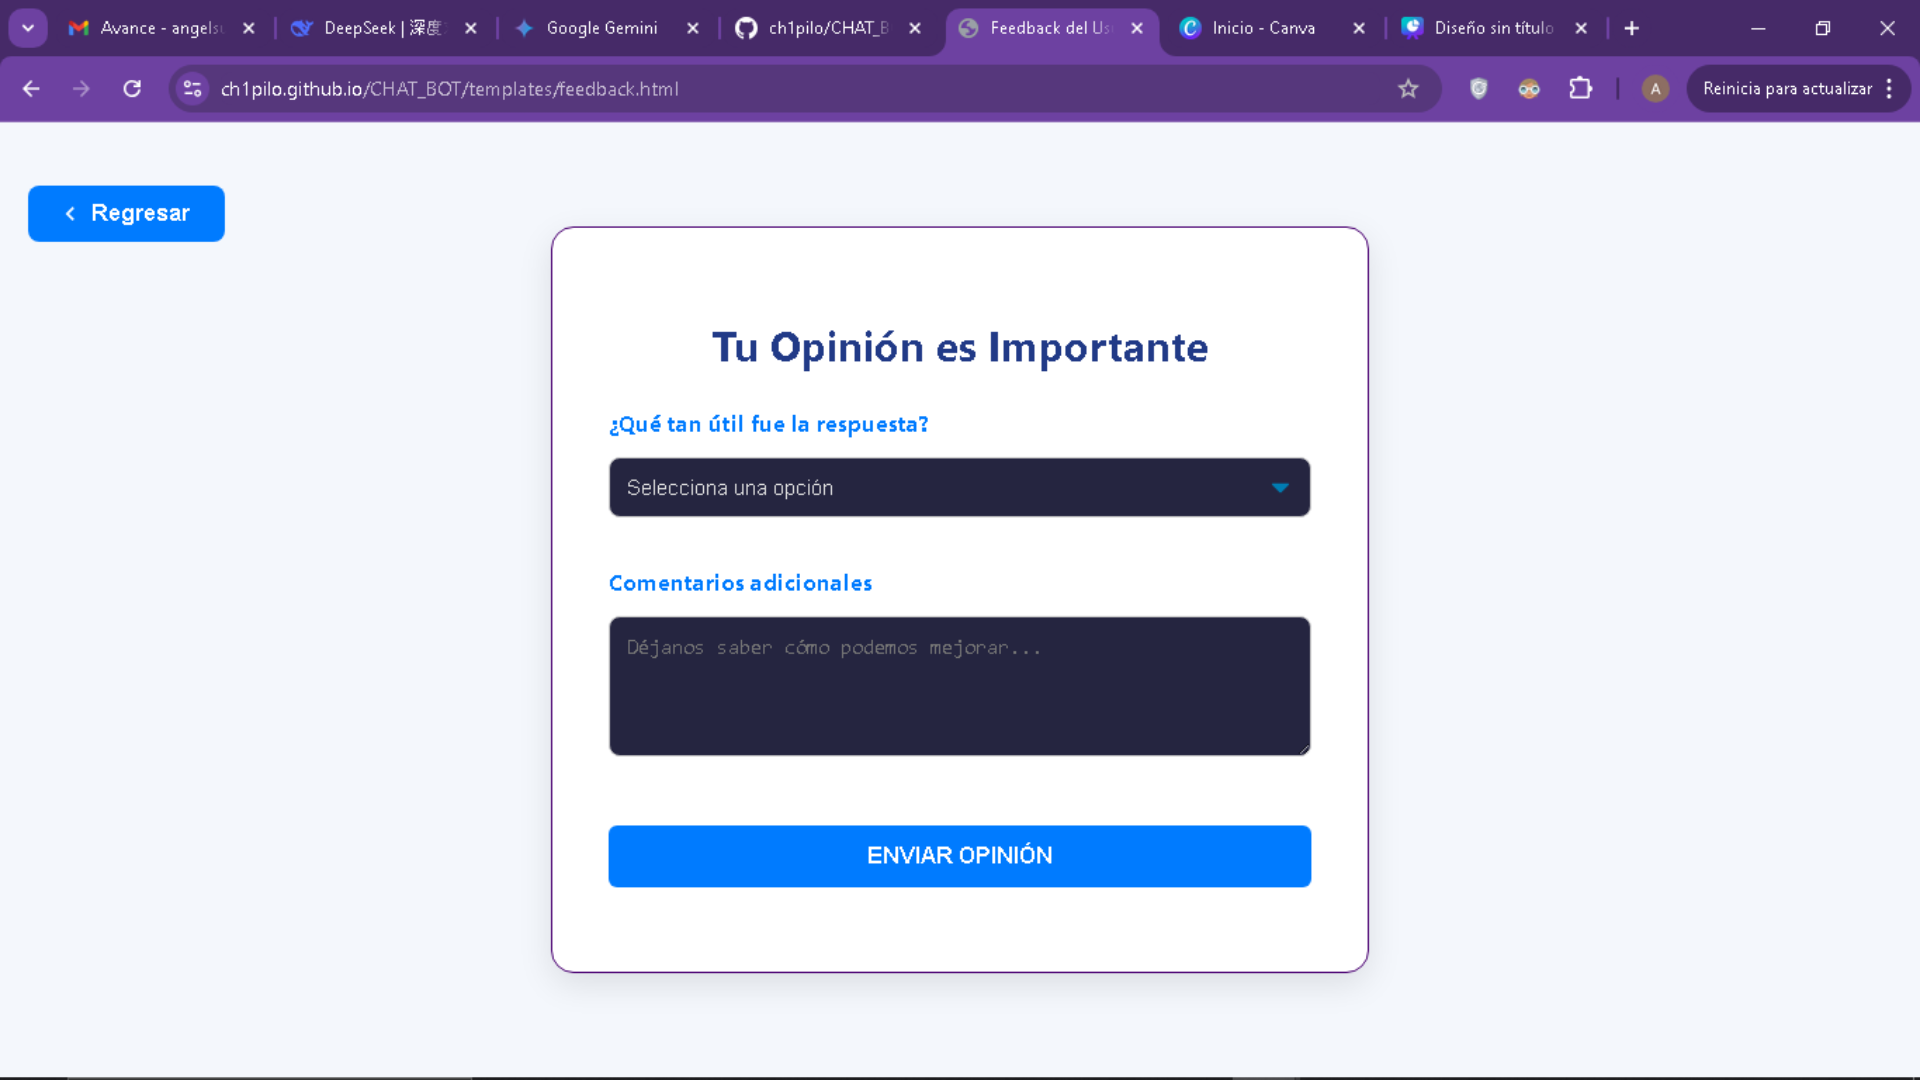 Avance - angels
DeepSeek | 深度
Google Gemini
ch1pilo/CHAT_B
Feedback del Us
Inicio - Canva
Diseño sin título
ch1pilo.github.io/CHAT_BOT/templates/feedback.html
A
Reinicia para actualizar
Regresar
Tu Opinión es Importante
¿Qué tan útil fue la respuesta?
Selecciona una opción
Comentarios adicionales
Déjanos saber cómo podemos mejorar...
ENVIAR OPINIÓN